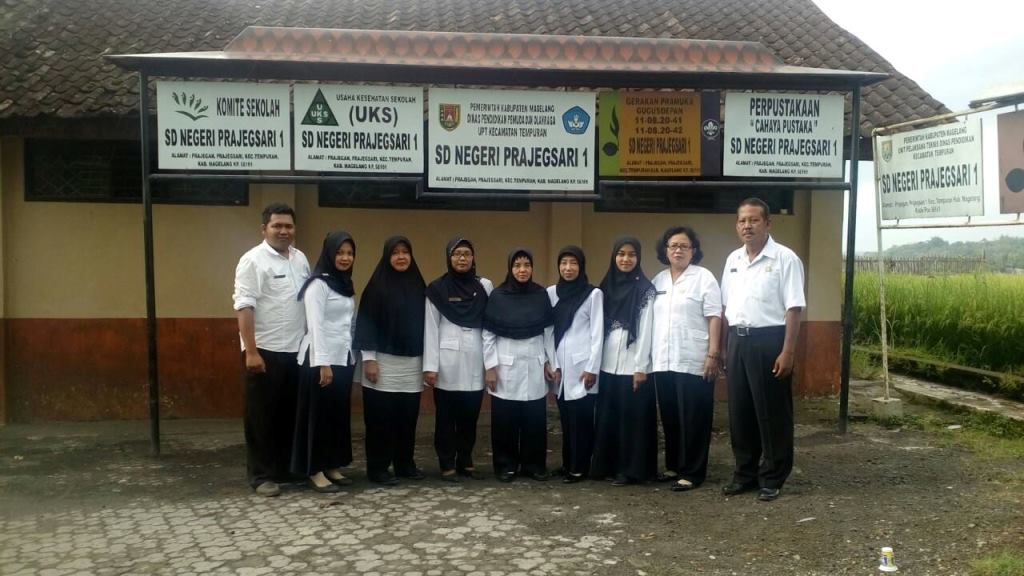 KOMITE SEKOLAH
SD NEGERI PRAJEGSARI 1
ALAMAT : PRAJEGAN, PRAJEGSARI, KEC.TEMPURAN,
KAB. MAGELANG KP. 56161
USAHA KESEHATAN SEKOLAH
(UKS)
UKS
SD NEGERI PRAJEGSARI 1
ALAMAT : PRAJEGAN, PRAJEGSARI, KEC.TEMPURAN,
KAB. MAGELANG KP. 56161
PEMERINTAH KABUPATEN MAGELANG
DINAS PENDIDIKAN PEMUDA DAN OLAHRAGA
UPT KECAMATAN TEMPURAN
SD NEGERI PRAJEGSARI 1
ALAMAT : PRAJEGAN, PRAJEGSARI, KEC.TEMPURAN, KAB. MAGELANG KP. 56161
GERAKAN PRAMUKA
GUGUSDEPAN
11-08.20-41
11-08.20-42
SD NEGERI PRAJEGSARI 1
PERPUSTAKAAN
" CAHAYA PUSTAKA "
SD NEGERI PRAJEGSARI 1
ALAMAT : PRAJEGAN, PRAJEGSARI, KEC.TEMPURAN,
KAB. MAGELANG KP. 56161
PEMERINTAH KABUPATEN MAGELANG
UNIT PELAKSANA TEKNIS DINAS PENDIDIKAN
KECAMATAN TEMPURAN
SD NEGERI PRAJEGSARI 1